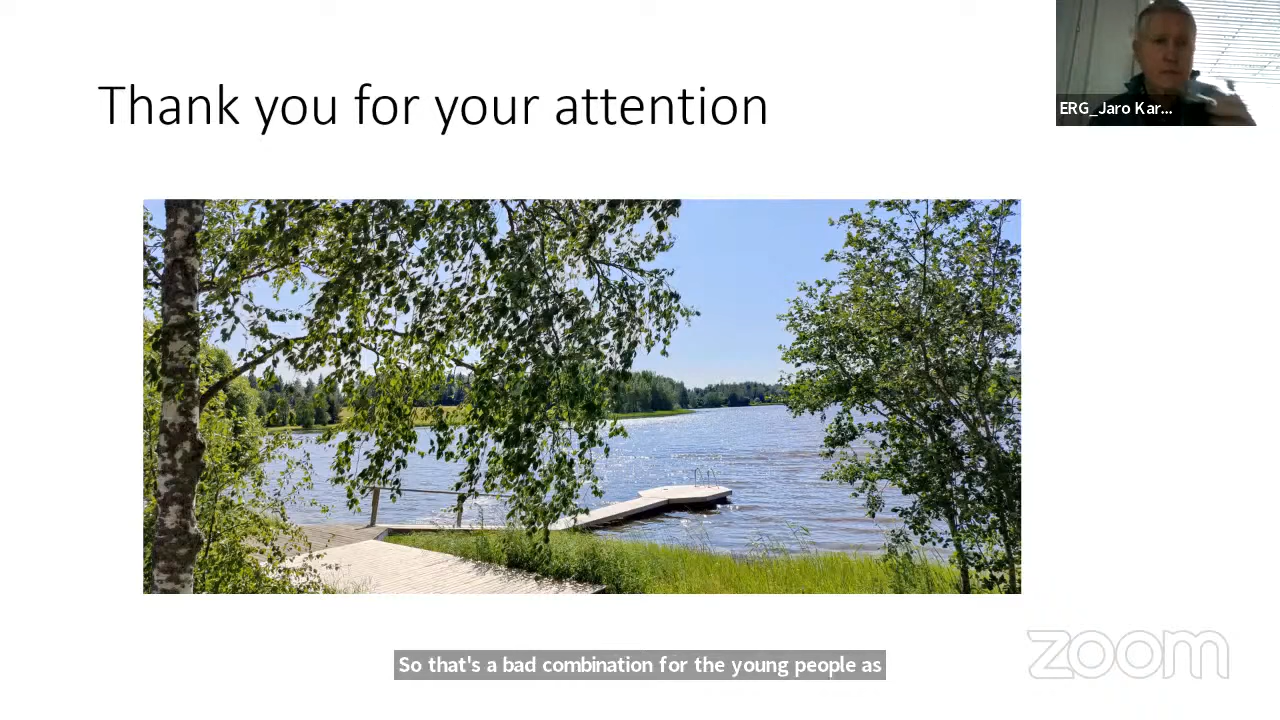 Thank you for your attention
ERG_Jaro Kar...
So that's a bad combination for the young people as
zoom